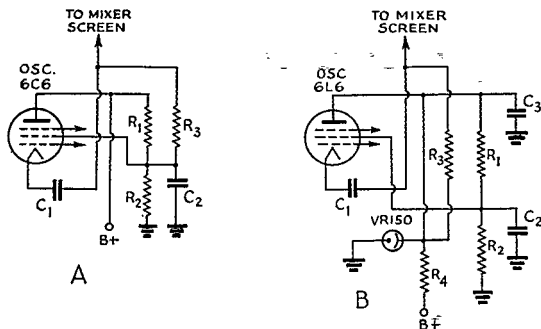 TO MIXER
SCREEN
OSC.
6C6
R1
R3
R2
C1
C2
B+
A
TO MIXER
SCREEN
OSC
6L6
C3
R3
R1
C1
VR150
C2
R2
R4
B+
B